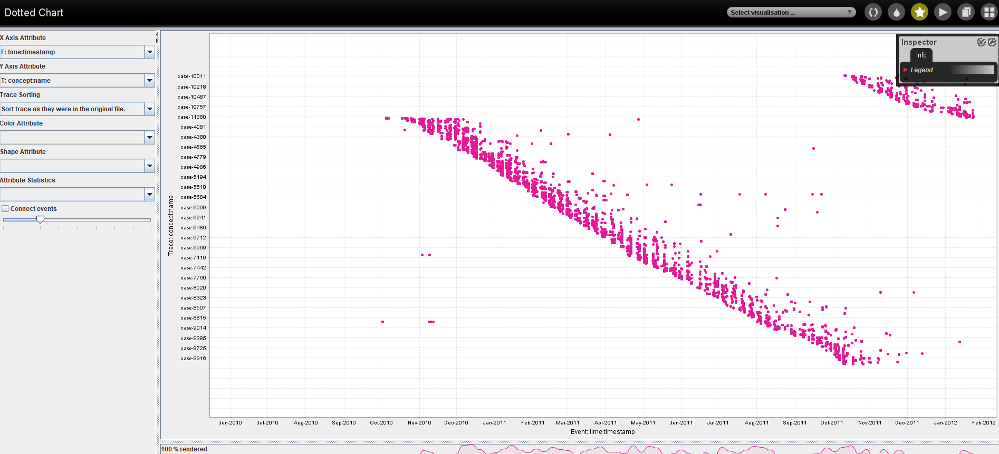 Dotted Chart
Select visualisation ...
X Axis Attribute
E: time:timestamp
Y Axis Attribute
T: concept:name
Trace Sorting
Sort trace as they were in the original file.
Color Attribute
Shape Attribute
Attribute Statistics
Connect events
Inspector
Info
Legend
Trace: concept:name
case-10011
case-10218
case-10487
case-10757
case-11380
case-4081
case-4380
case-4565
case-4779
case-4986
case-5194
case-5510
case-5684
case-6009
case-6241
case-6480
case-6712
case-6969
case-7119
case-7442
case-7760
case-8020
case-8323
case-8507
case-8815
case-9014
case-9385
case-9725
case-9916
Jun-2010 Jul-2010 Aug-2010 Sep-2010 Oct-2010 Nov-2010 Dec-2010 Jan-2011 Feb-2011 Mar-2011 Apr-2011 May-2011 Jun-2011 Jul-2011 Aug-2011 Sep-2011 Oct-2011 Nov-2011 Dec-2011 Jan-2012 Feb-2012
Event: time:timestamp
100 % rendered